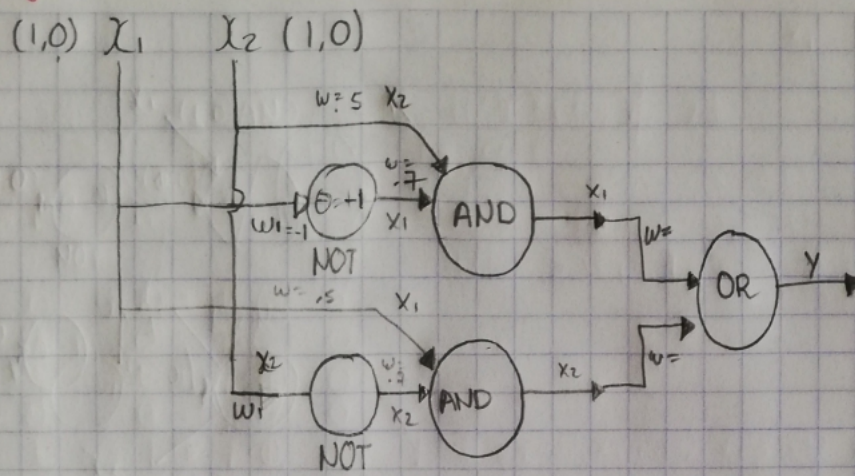 (1,0) X1 X2 (1,0)
w= .5 X2
w= .7
θ=+1
AND
X1
W1=-1
X1
w=
NOT
OR
y
w= .5
X1
w=
X2
w=
X2
AND
W1
X2
NOT